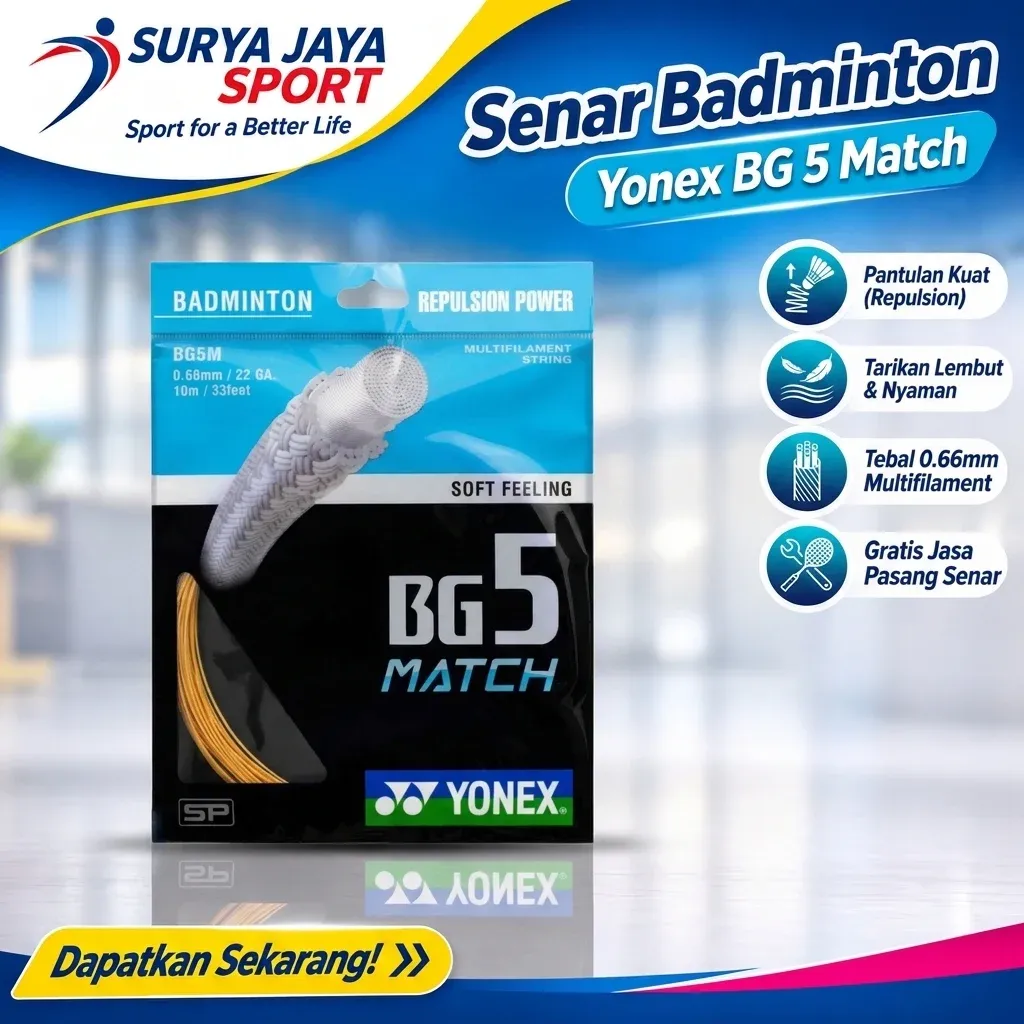 SURYA JAYA
SPORT
Sport for a Better Life
Senar Badminton
Yonex BG 5 Match
BADMINTON
REPULSION POWER
BG5M
0.66mm / 22 GA.
10m / 33feat
MULTIFILAMENT
STRING
SOFT FEELING
BG5
MATCH
SP
YONEX®
Pantulan Kuat
(Repulsion)
Tarikan Lembut
& Nyaman
Tebal 0.66mm
Multifilament
Gratis Jasa
Pasang Senar
Dapatkan Sekarang! >>